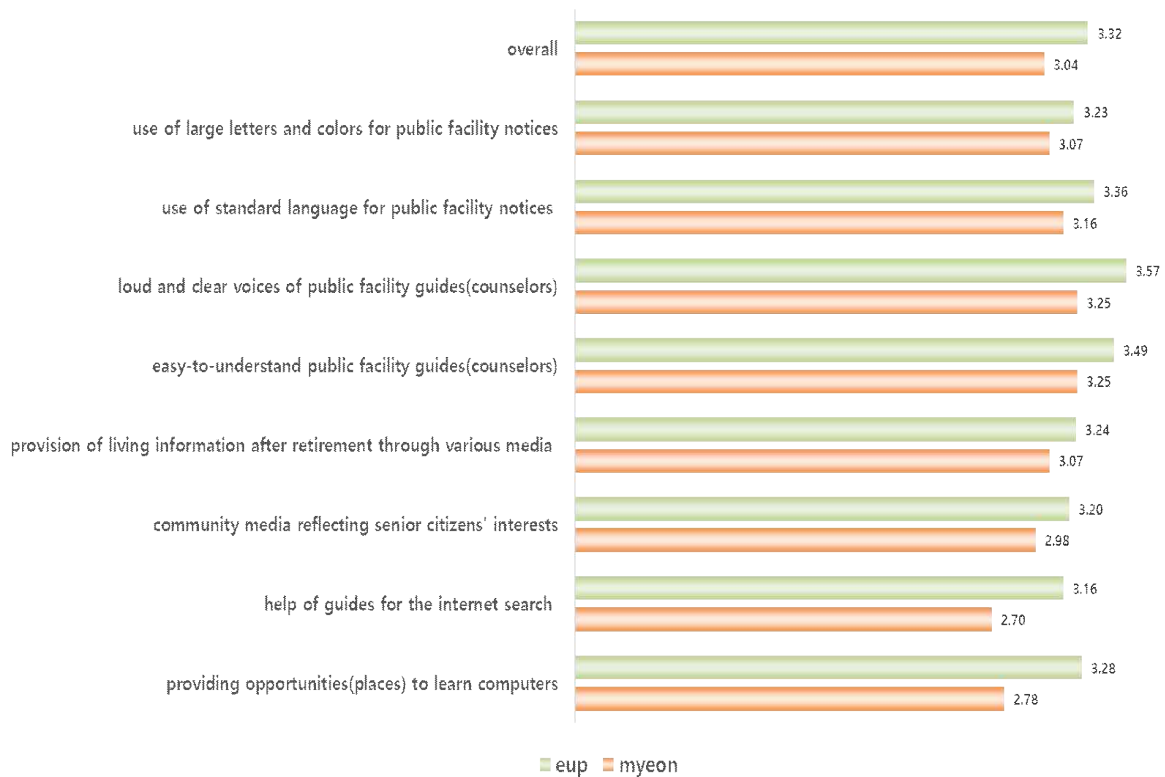 overall
3.32
3.04
use of large letters and colors for public facility notices
3.23
3.07
use of standard language for public facility notices
3.36
3.16
loud and clear voices of public facility guides(counselors)
3.57
3.25
easy-to-understand public facility guides(counselors)
3.49
3.25
provision of living information after retirement through various media
3.24
3.07
community media reflecting senior citizens' interests
3.20
2.98
help of guides for the internet search
3.16
2.70
providing opportunities(places) to learn computers
3.28
2.78
eup myeon